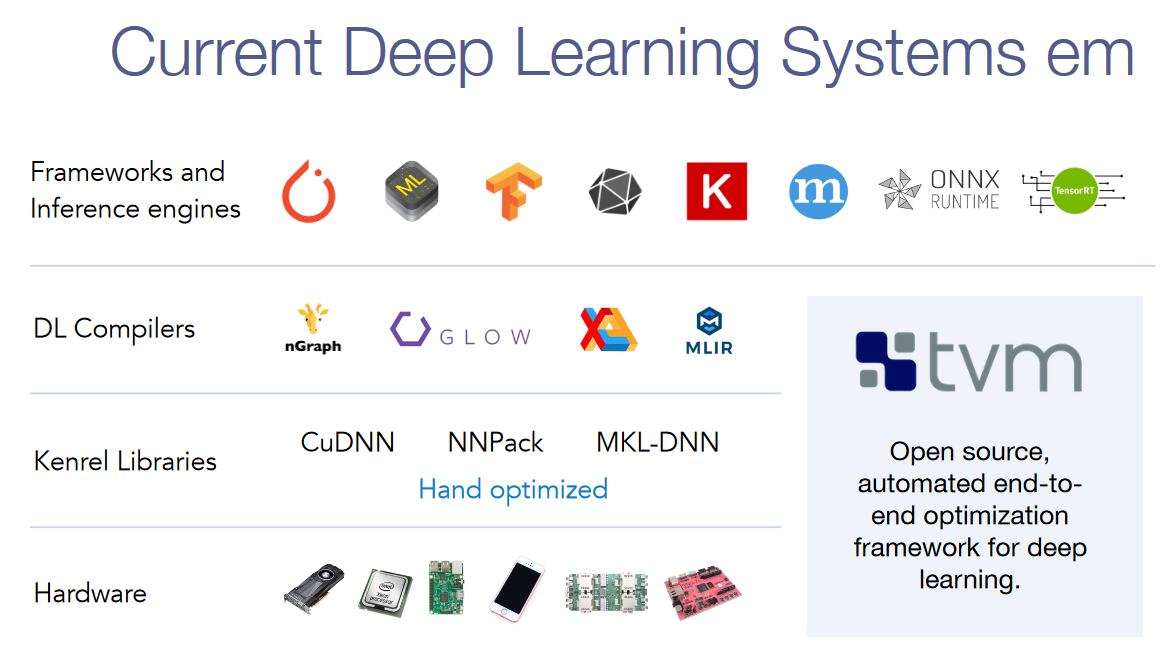 Current Deep Learning Systems em
Frameworks and
Inference engines
ML
K
m
ONNX
RUNTIME
TensorRT
DL Compilers
nGraph
GLOW
XLA
MLIR
tvm
Open source,
automated end-to-
end optimization
framework for deep
learning.
Kenrel Libraries
CuDNN NNPack MKL-DNN
Hand optimized
Hardware